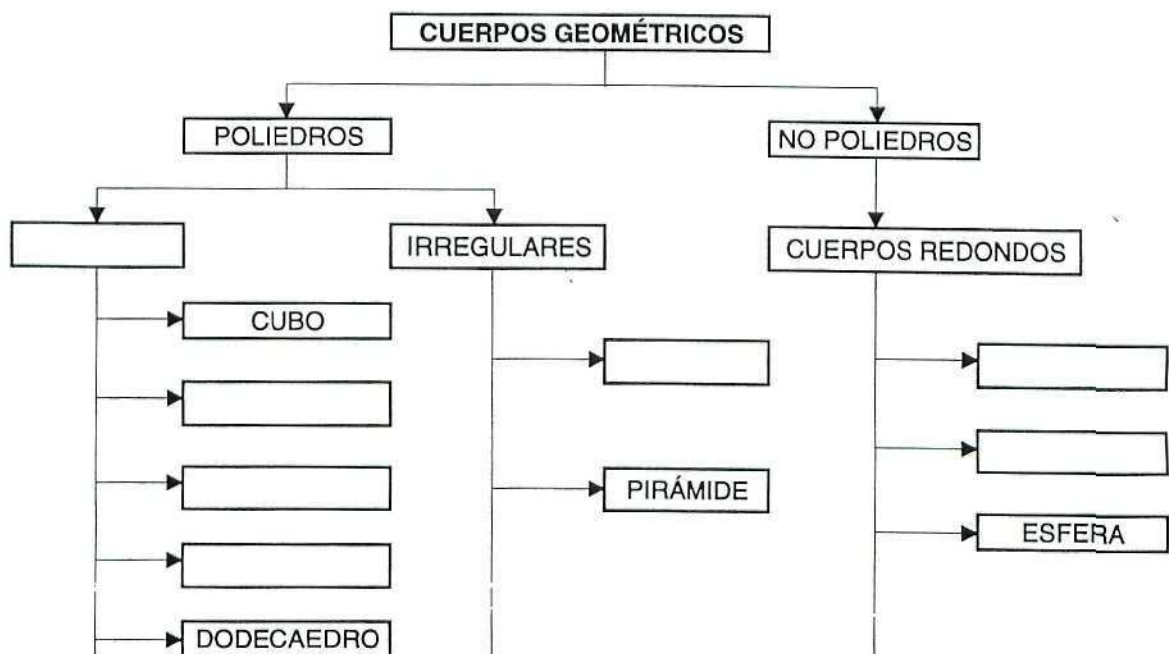 CUERPOS GEOMÉTRICOS
POLIEDROS
NO POLIEDROS
IRREGULARES
CUERPOS REDONDOS
CUBO
PIRÁMIDE
ESFERA
DODECAEDRO